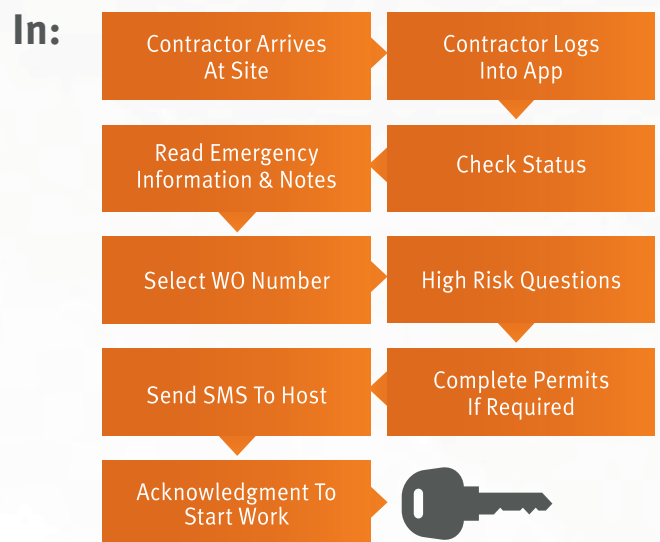 In:
Contractor Arrives
At Site
Contractor Logs
Into App
Check Status
Read Emergency
Information & Notes
Select WO Number
High Risk Questions
Complete Permits
If Required
Send SMS To Host
Acknowledgment To
Start Work